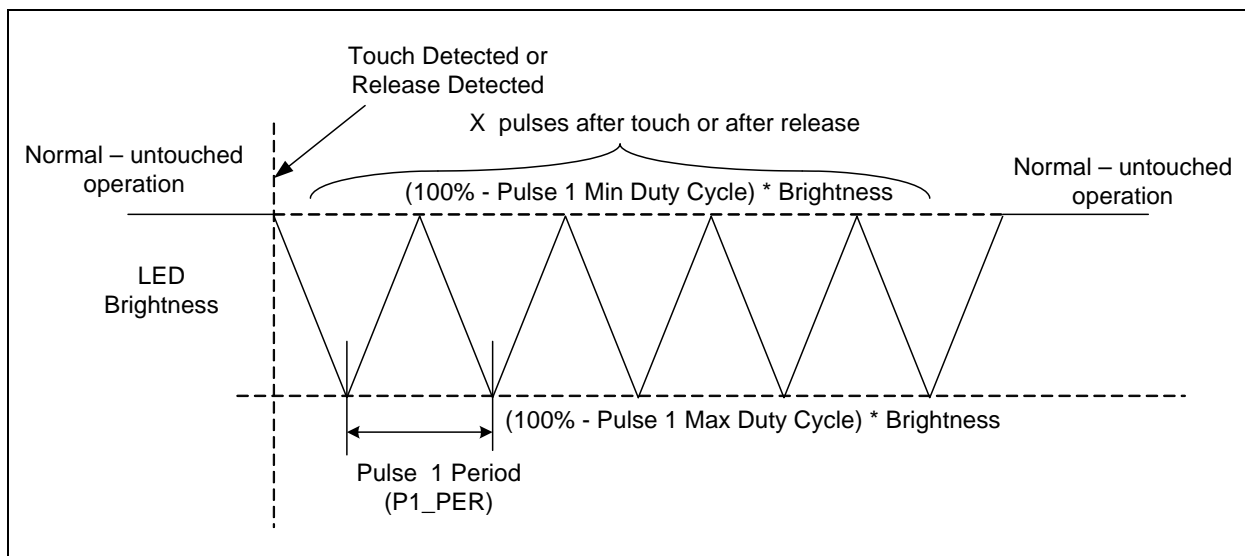 Touch Detected or
Release Detected
X pulses after touch or after release
Normal – untouched
operation
Normal – untouched
operation
(100% - Pulse 1 Min Duty Cycle) * Brightness
LED
Brightness
(100% - Pulse 1 Max Duty Cycle) * Brightness
Pulse 1 Period
(P1_PER)